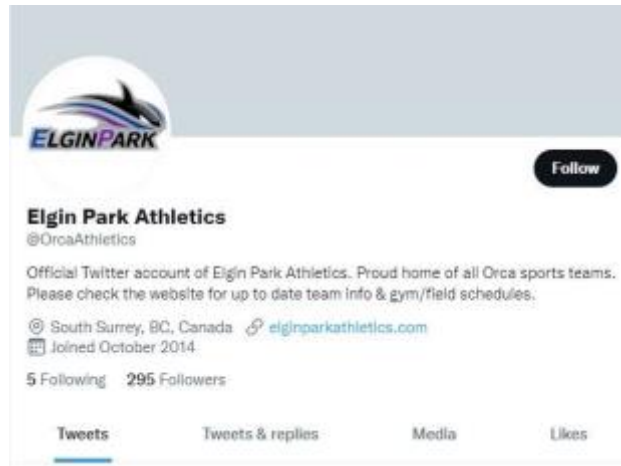 ELGINPARK
Follow
Elgin Park Athletics
@OrcaAthletics
Official Twitter account of Elgin Park Athletics. Proud home of all Orca sports teams.
Please check the website for up to date team info & gym/field schedules.
South Surrey, BC, Canada elginparkathletics.com
Joined October 2014
5 Following 295 Followers
Tweets Tweets & replies Media Likes